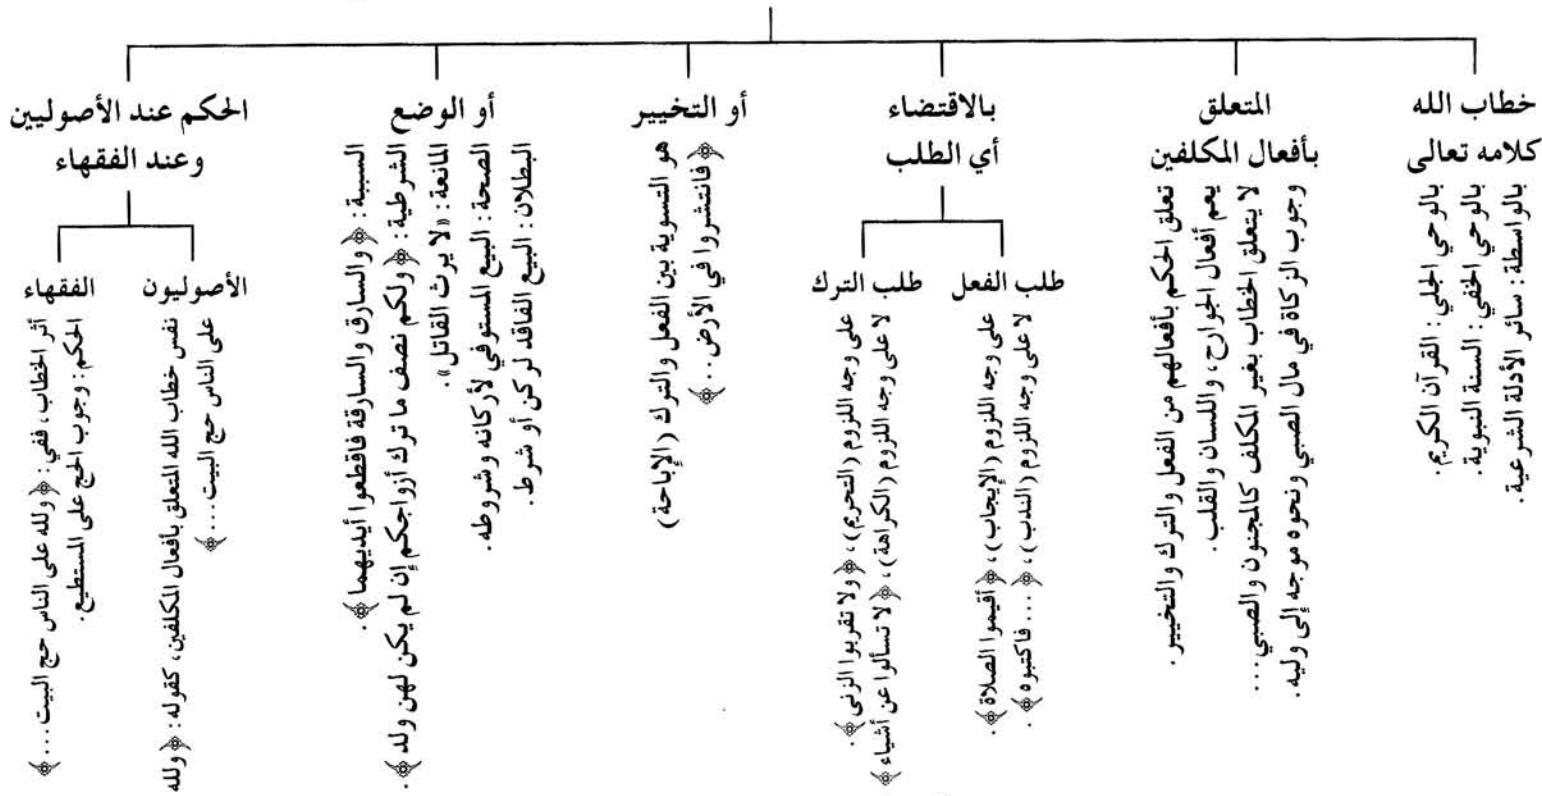 خطاب الله
كلامه تعالى
بالوحي الجلي : القرآن الكريم.
بالوحي الخفي : السنة النبوية.
بالواسطة : سائر الأدلة الشرعية.
المتعلق
بأفعال المكلفين
تعلق الحكم بأفعالهم من الفعل والترك والتخيير.
لا يتعلق الخطاب بغير المكلف كالمجنون والصبي...
يعم أفعال الجوارح، واللسان والقلب.
وجوب الزكاة في مال الصبي ونحوه موجه إلى وليه.
بالاقتضاء
أي الطلب
طلب الفعل
على وجه اللزوم (الإيجاب)، ﴿أقيموا الصلاة﴾.
لا على وجه اللزوم (الندب)، ﴿... فاكتبوه﴾.
طلب الترك
على وجه اللزوم (التحريم)، ﴿ولا تقربوا الزنى﴾.
لا على وجه اللزوم (الكراهة)، ﴿لا تسألوا عن أشياء﴾
أو التخيير
هو التسوية بين الفعل والترك (الإباحة)
﴿فانتشروا في الأرض...﴾
أو الوضع
السببية : ﴿والسارق والسارقة فاقطعوا أيديهما﴾.
الشرطية : ﴿ولكم نصف ما ترك أزواجكم إن لم يكن لهن ولد﴾.
المانعة : «لا يرث القاتل».
الصحة : البيع المستوفي لأركانه وشروطه.
البطلان : البيع الفاقد لركن أو شرط.
الحكم عند الأصوليين
وعند الفقهاء
الأصوليون
نفس خطاب الله المتعلق بأفعال المكلفين، كقوله : ﴿ولله
على الناس حج البيت...﴾
الفقهاء
أثر الخطاب، ففي : ﴿ولله على الناس حج البيت...﴾
الحكم : وجوب الحج على المستطيع.